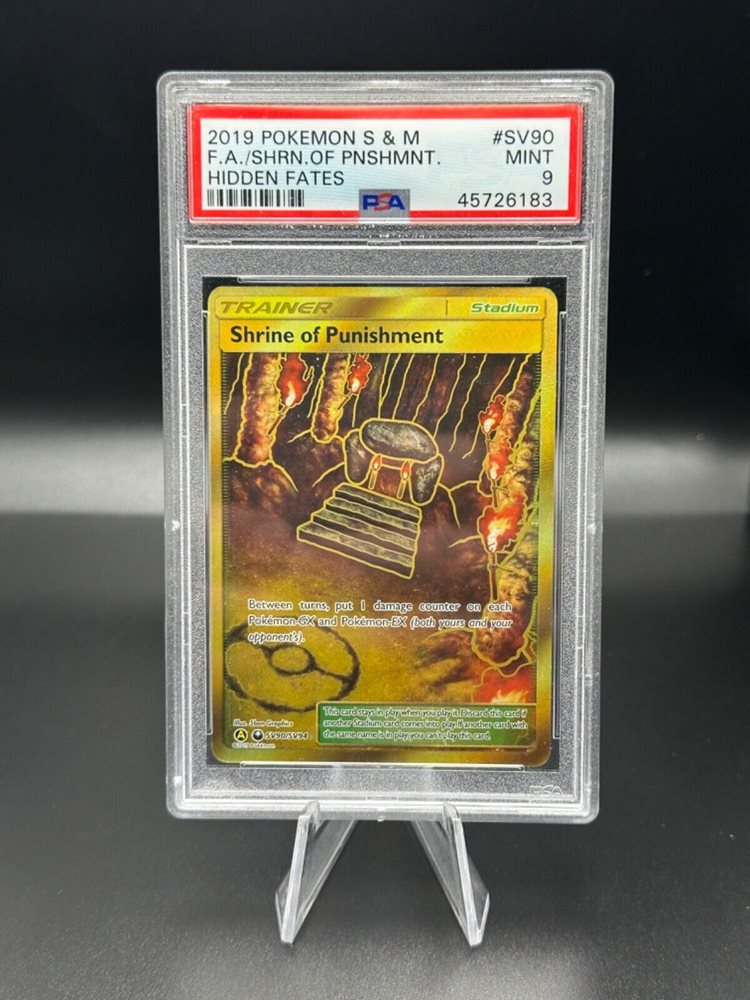 2019 POKEMON S & M #SV90
F.A./SHRN.OF PNSHMNT. MINT
HIDDEN FATES 9
PSA 45726183
TRAINER Stadium
Shrine of Punishment
Between turns, put 1 damage counter on each
Pokémon-GX and Pokémon-EX (both yours and your
opponent's).
This card stays in play when you play it. Discard this card if
another Stadium card comes into play. If another card with
the same name is in play, you can't play this card.
Illus. 5ban Graphics
A SV90/SV94
©2019 Pokémon
PSA